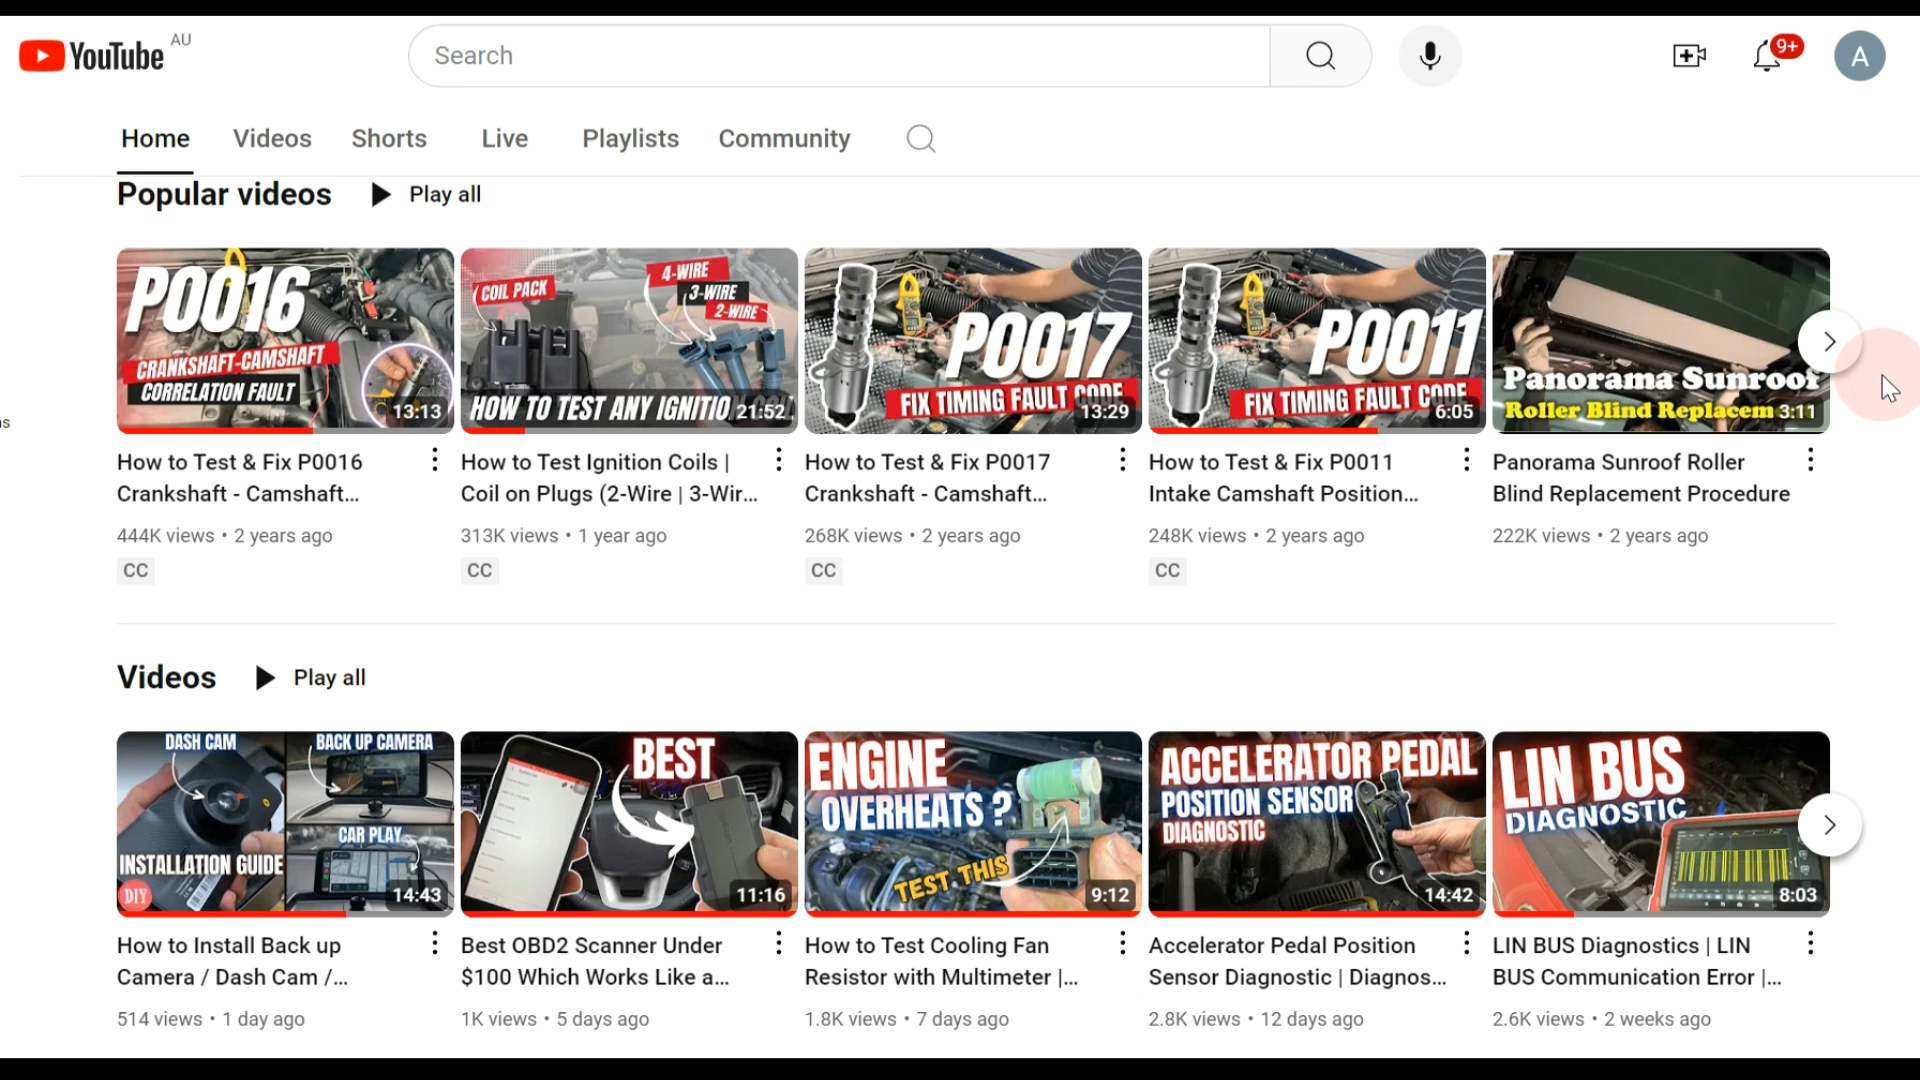 YouTube AU
Search
9+
A
Home Videos Shorts Live Playlists Community
Popular videos Play all
P0016
CRANKSHAFT-CAMSHAFT
CORRELATION FAULT
13:13
COIL PACK
4-WIRE
3-WIRE
2-WIRE
HOW TO TEST ANY IGNITIO
21:52
P0017
FIX TIMING FAULT CODE
13:29
P0011
FIX TIMING FAULT CODE
6:05
Panorama Sunroof
Roller Blind Replacem
3:11
How to Test & Fix P0016
Crankshaft - Camshaft...
444K views • 2 years ago
CC
How to Test Ignition Coils |
Coil on Plugs (2-Wire | 3-Wir...
313K views • 1 year ago
CC
How to Test & Fix P0017
Crankshaft - Camshaft...
268K views • 2 years ago
CC
How to Test & Fix P0011
Intake Camshaft Position...
248K views • 2 years ago
CC
Panorama Sunroof Roller
Blind Replacement Procedure
222K views • 2 years ago
Videos Play all
DASH CAM
BACK UP CAMERA
CAR PLAY
INSTALLATION GUIDE
DIY
14:43
BEST
11:16
ENGINE
OVERHEATS ?
TEST THIS
9:12
ACCELERATOR PEDAL
POSITION SENSOR
DIAGNOSTIC
14:42
LIN BUS
DIAGNOSTIC
8:03
How to Install Back up
Camera / Dash Cam /...
514 views • 1 day ago
Best OBD2 Scanner Under
$100 Which Works Like a...
1K views • 5 days ago
How to Test Cooling Fan
Resistor with Multimeter |...
1.8K views • 7 days ago
Accelerator Pedal Position
Sensor Diagnostic | Diagnos...
2.8K views • 12 days ago
LIN BUS Diagnostics | LIN
BUS Communication Error |...
2.6K views • 2 weeks ago